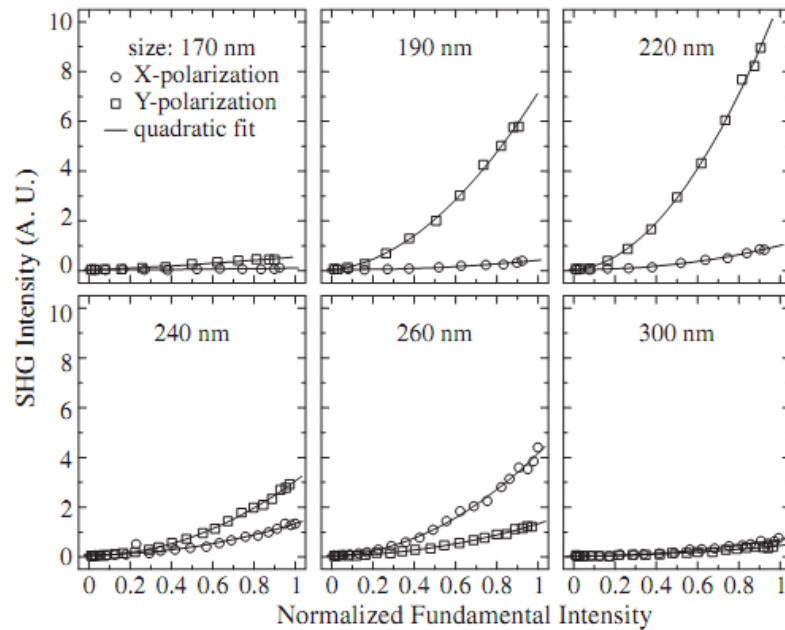 size: 170 nm
X-polarization
Y-polarization
quadratic fit
190 nm
220 nm
10
8
6
4
2
0
240 nm
260 nm
300 nm
10
8
6
4
2
0
0 0.2 0.4 0.6 0.8 1
0 0.2 0.4 0.6 0.8 1
0 0.2 0.4 0.6 0.8 1
SHG Intensity (A. U.)
Normalized Fundamental Intensity